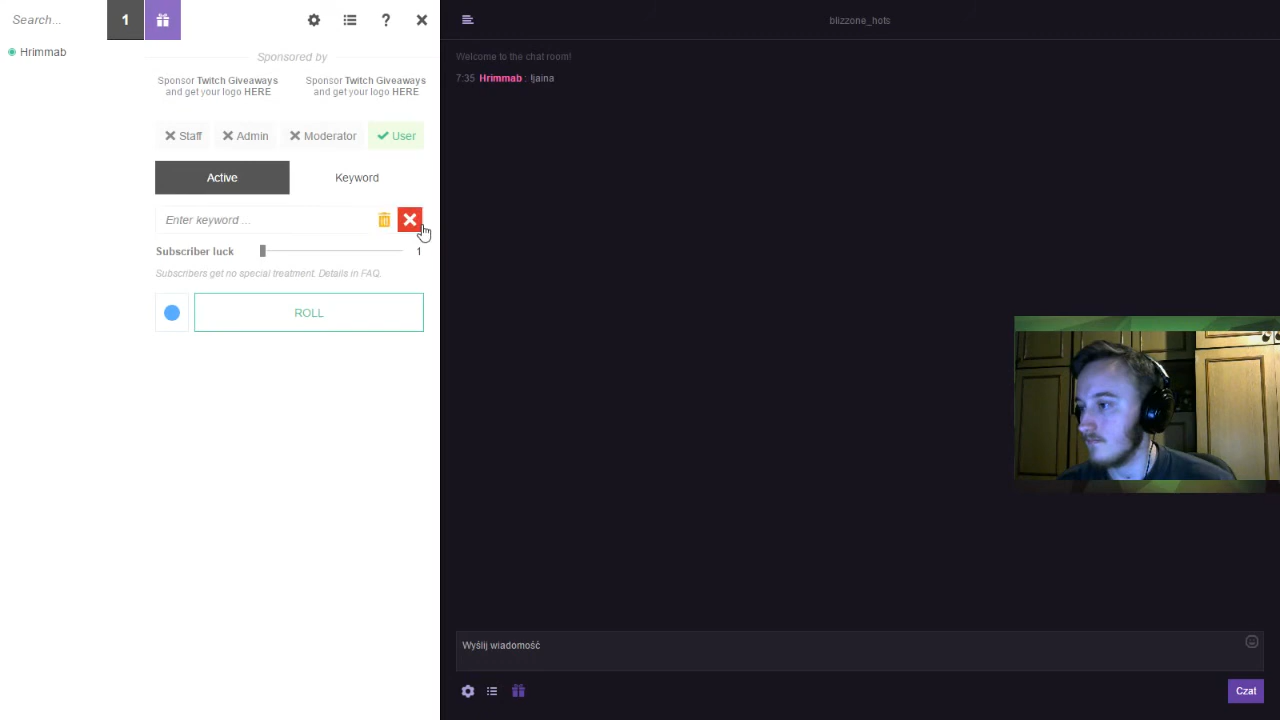 Search...
1
Hrimmab
Sponsored by
Sponsor Twitch Giveaways
and get your logo HERE
Sponsor Twitch Giveaways
and get your logo HERE
Staff
Admin
Moderator
User
Active
Keyword
Enter keyword ...
Subscriber luck
1
Subscribers get no special treatment. Details in FAQ.
ROLL
blizzone_hots
Welcome to the chat room!
7:35 Hrimmab : !jaina
Wyślij wiadomość
Czat